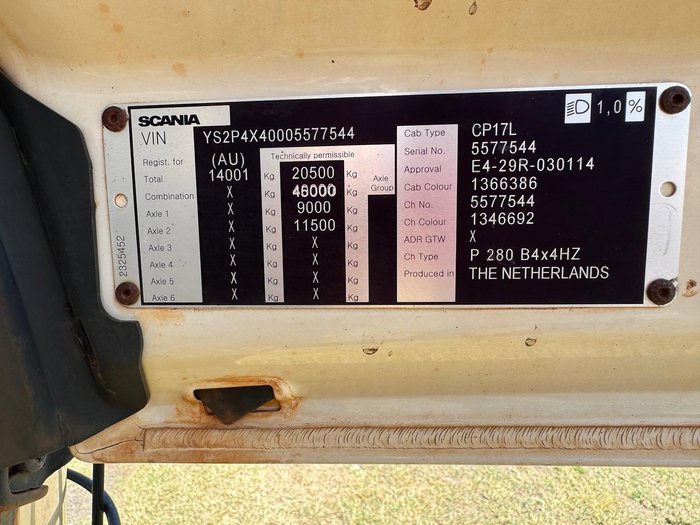 SCANIA
VIN YS2P4X40005577544
Regist. for (AU) Technically permissible
Total 14001 Kg 20500 Kg Axle Group
Combination X Kg 48000 Kg
Axle 1 X Kg 9000 Kg
Axle 2 X Kg 11500 Kg
Axle 3 X Kg X Kg
Axle 4 X Kg X Kg
Axle 5 X Kg X Kg
Axle 6 X Kg X Kg
2325452
1,0 %
Cab Type CP17L
Serial No. 5577544
Approval E4-29R-030114
Cab Colour 1366386
Ch No. 5577544
Ch Colour 1346692
ADR GTW X
Ch Type P 280 B4x4HZ
Produced in THE NETHERLANDS